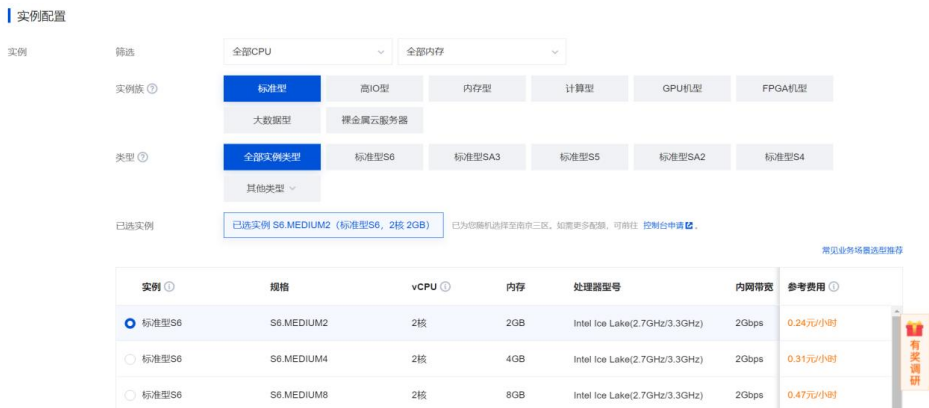 实例配置
实例 筛选 全部CPU 全部内存
实例族 标准型 高IO型 内存型 计算型 GPU机型 FPGA机型
大数据型 裸金属云服务器
类型 全部实例类型 标准型S6 标准型SA3 标准型S5 标准型SA2 标准型S4
其他类型
已选实例 已选实例 S6.MEDIUM2（标准型S6，2核 2GB） 已为您随机选择至南京三区。如需更多配额，可前往 控制台申请。
常见业务场景选型推荐
实例 规格 vCPU 内存 处理器型号 内网带宽 参考费用
标准型S6 S6.MEDIUM2 2核 2GB Intel Ice Lake(2.7GHz/3.3GHz) 2Gbps 0.24元/小时
标准型S6 S6.MEDIUM4 2核 4GB Intel Ice Lake(2.7GHz/3.3GHz) 2Gbps 0.31元/小时
标准型S6 S6.MEDIUM8 2核 8GB Intel Ice Lake(2.7GHz/3.3GHz) 2Gbps 0.47元/小时
有奖调研